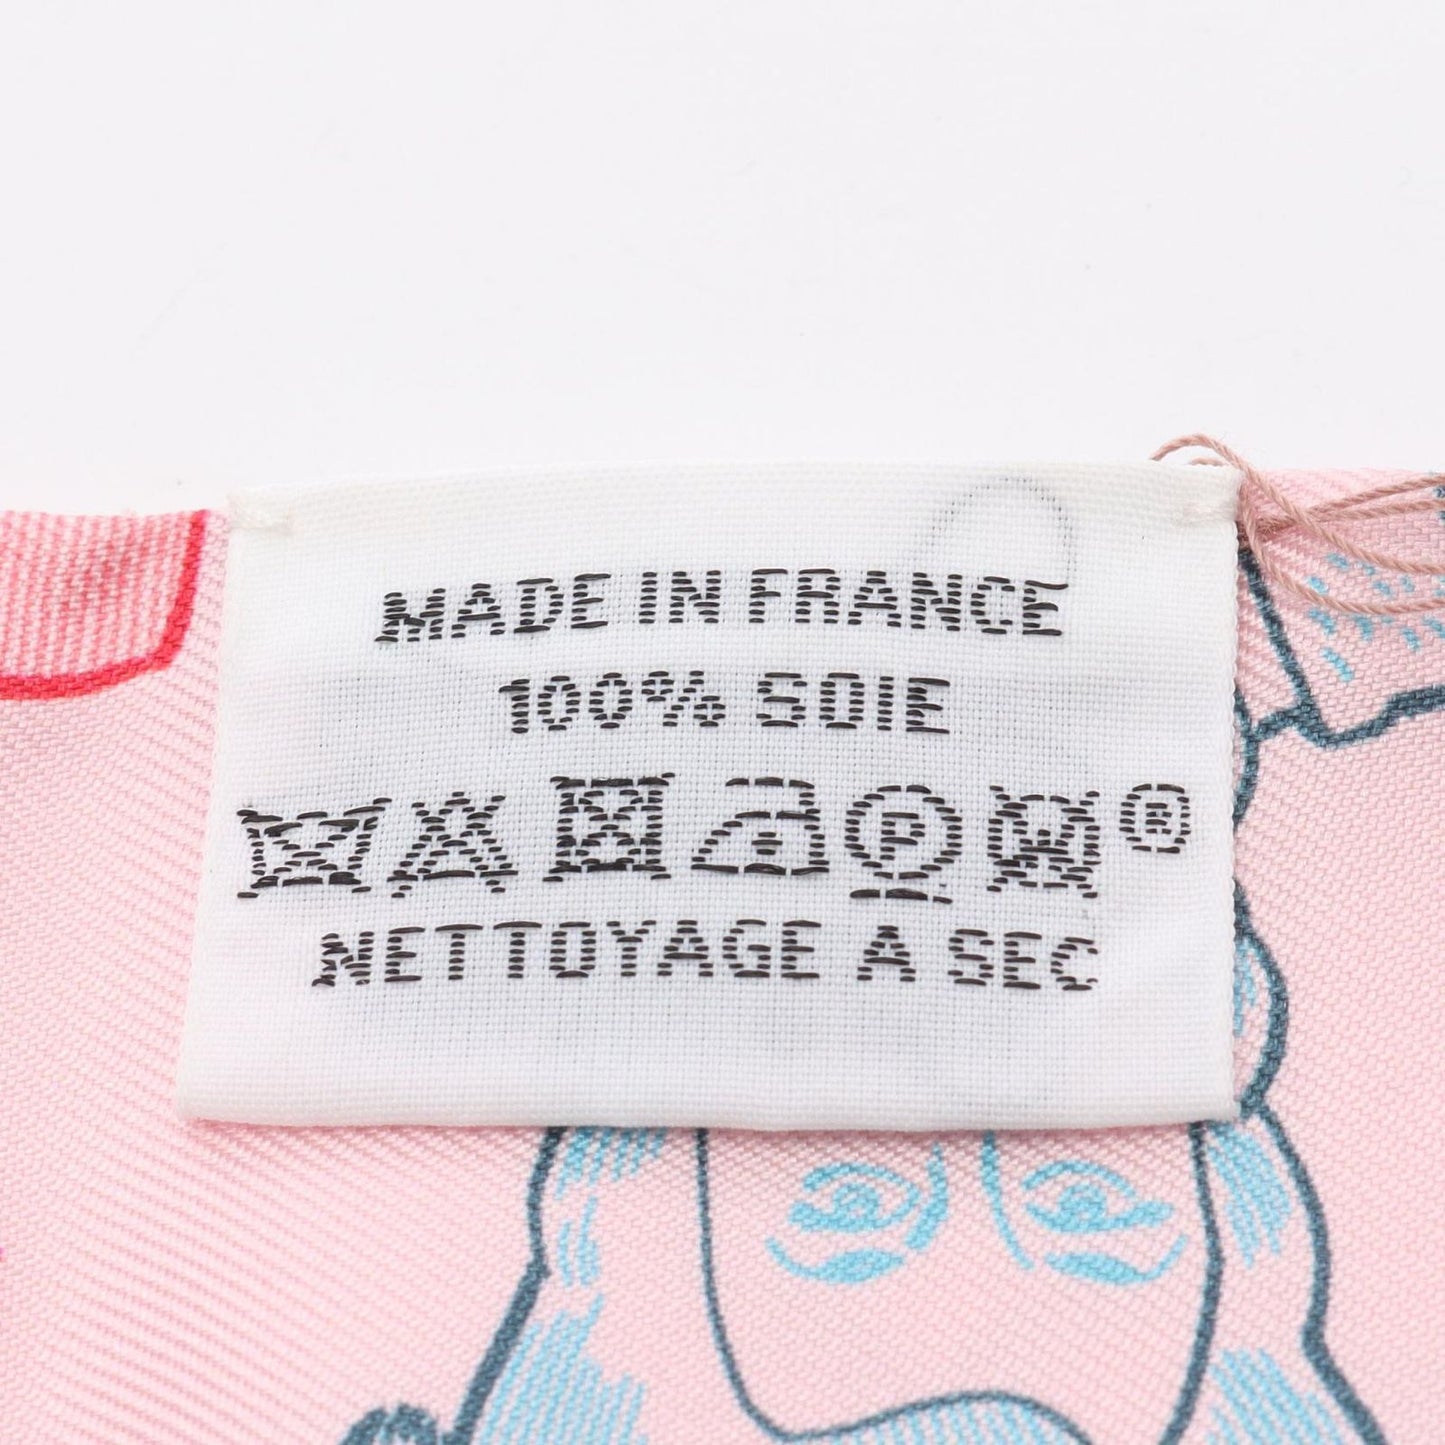 MADE IN FRANCE
100% SOIE
P W ®
NETTOYAGE A SEC